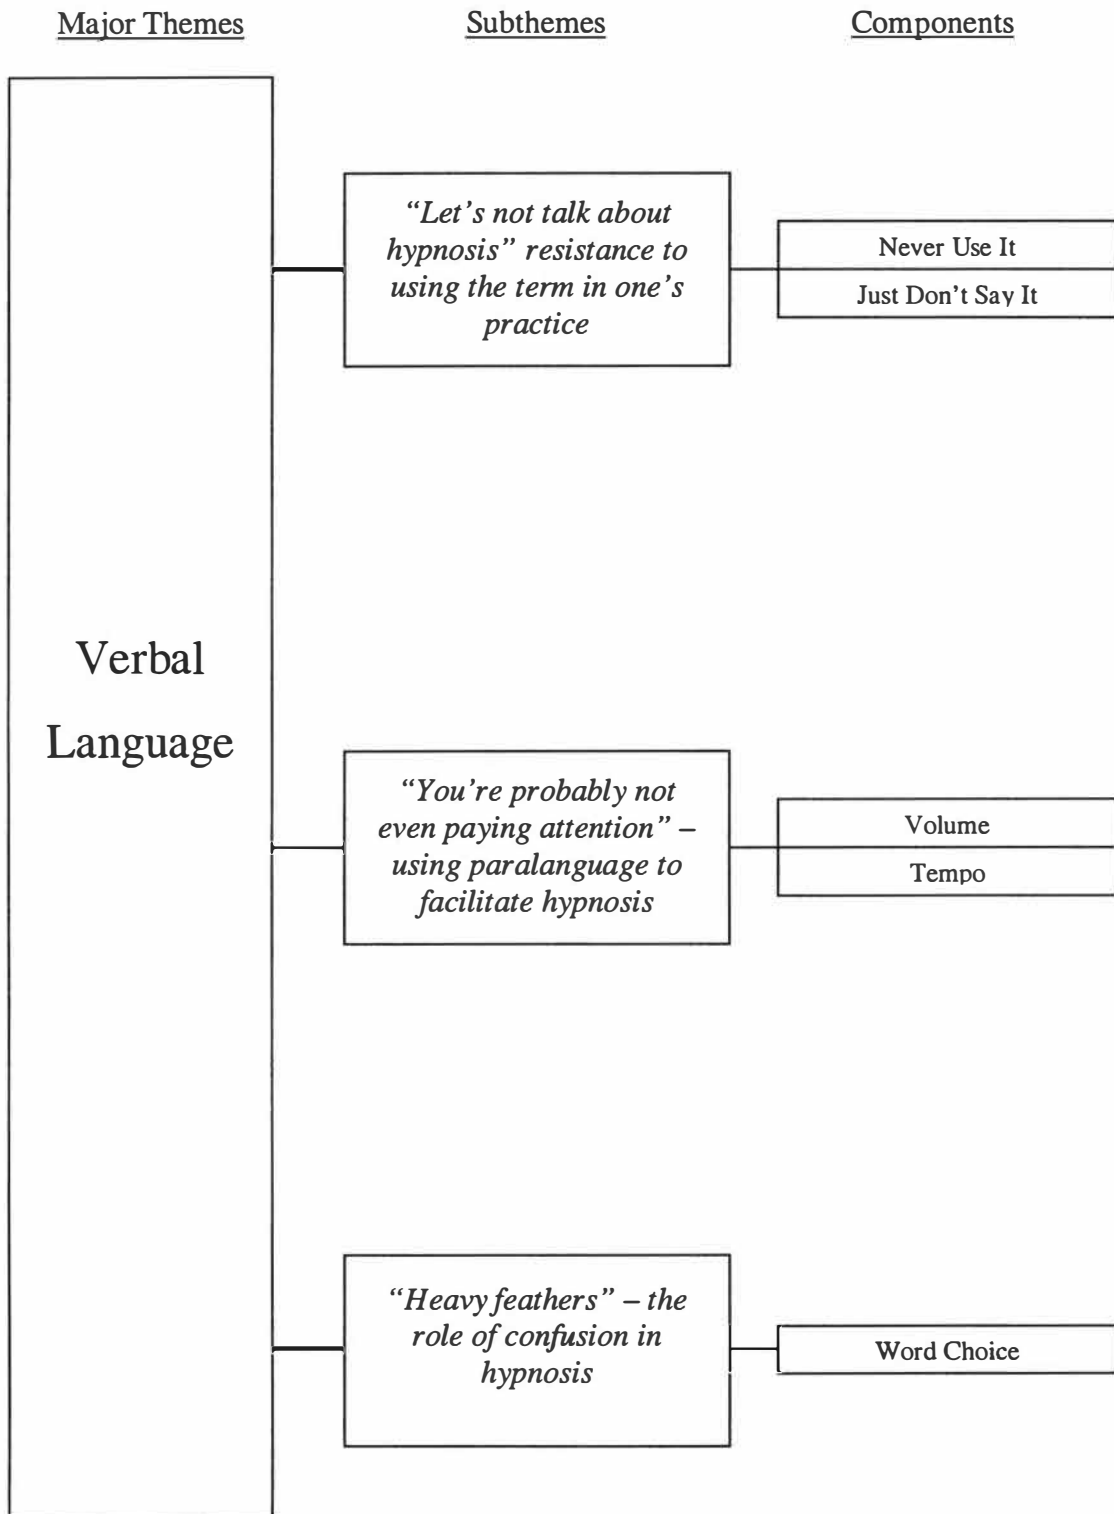 Major Themes
Subthemes
Components
Verbal
Language
“Let’s not talk about
hypnosis” resistance to
using the term in one’s
practice
Never Use It
Just Don’t Say It
“You’re probably not
even paying attention” –
using paralanguage to
facilitate hypnosis
Volume
Tempo
“Heavy feathers” – the
role of confusion in
hypnosis
Word Choice